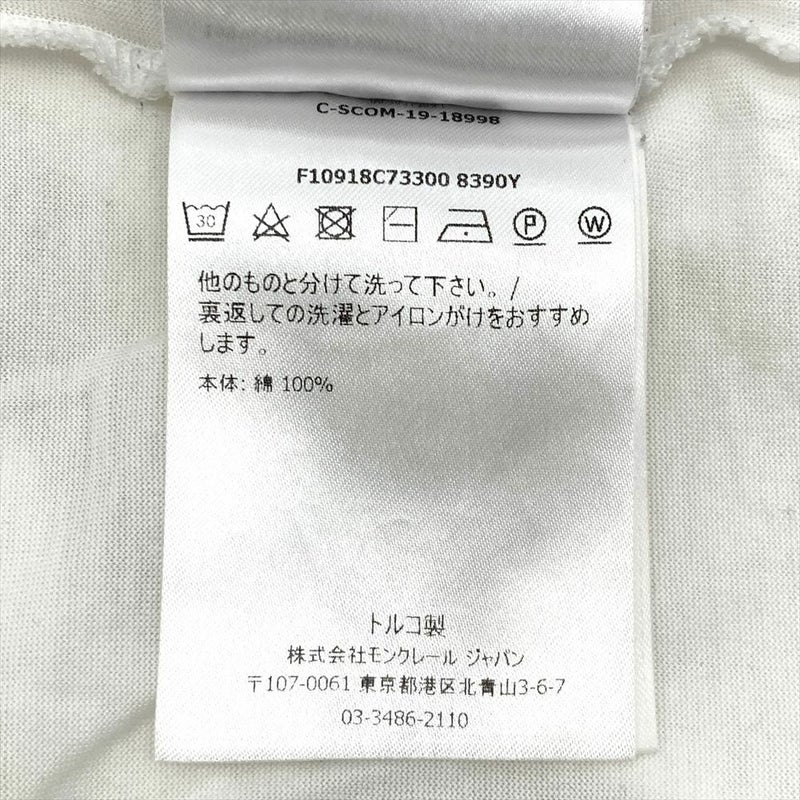 C-SCOM-19-18998
F10918C73300 8390Y
30 P W
他のものと分けて洗って下さい。/
裏返しての洗濯とアイロンがけをおすすめ
します。
本体: 綿 100%
トルコ製
株式会社モンクレール ジャパン
〒107-0061 東京都港区北青山3-6-7
03-3486-2110